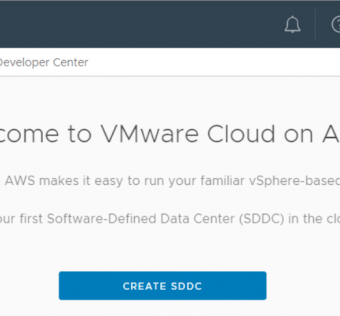 Developer Center
come to VMware Cloud on A
AWS makes it easy to run your familiar vSphere-based
our first Software-Defined Data Center (SDDC) in the clo
CREATE SDDC